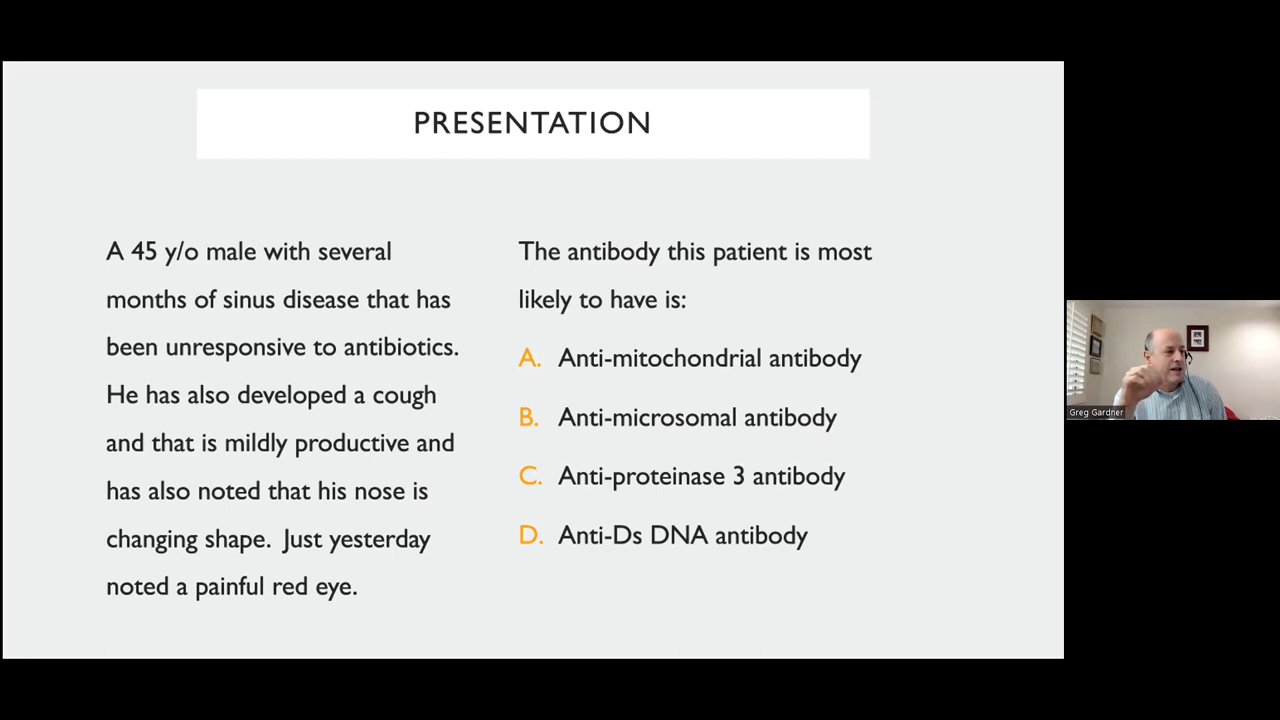 PRESENTATION
A 45 y/o male with several
months of sinus disease that has
been unresponsive to antibiotics.
He has also developed a cough
and that is mildly productive and
has also noted that his nose is
changing shape.  Just yesterday
noted a painful red eye.
The antibody this patient is most
likely to have is:
A. Anti-mitochondrial antibody
B. Anti-microsomal antibody
C. Anti-proteinase 3 antibody
D. Anti-Ds DNA antibody
Greg Gardner